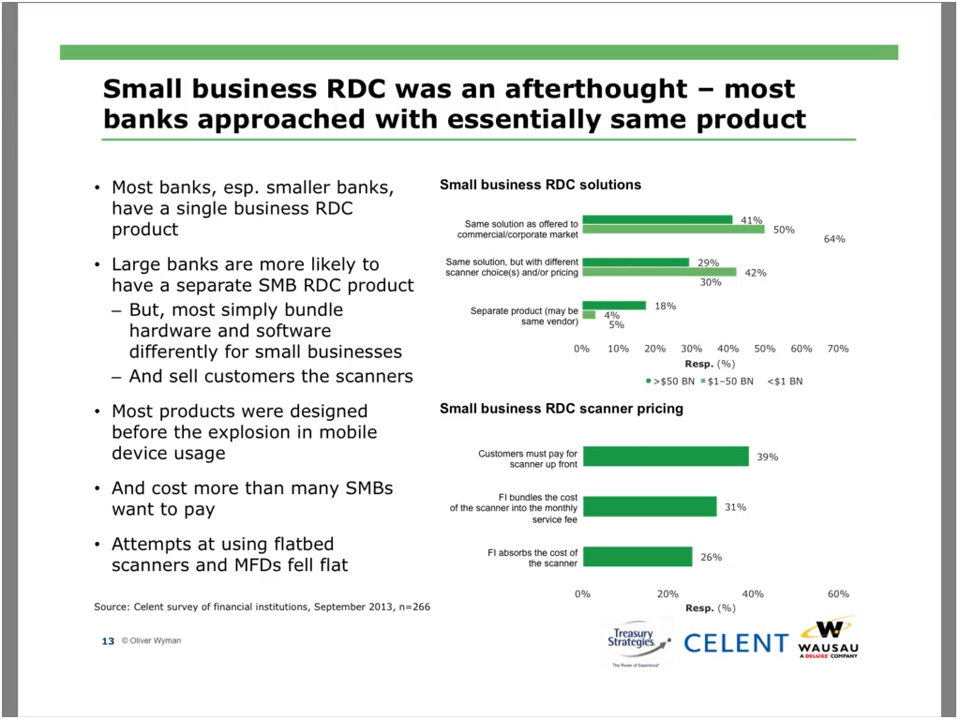 Small business RDC was an afterthought – most
banks approached with essentially same product
• Most banks, esp. smaller banks,
have a single business RDC
product
• Large banks are more likely to
have a separate SMB RDC product
– But, most simply bundle
hardware and software
differently for small businesses
– And sell customers the scanners
• Most products were designed
before the explosion in mobile
device usage
• And cost more than many SMBs
want to pay
• Attempts at using flatbed
scanners and MFDs fell flat
Small business RDC solutions
Same solution as offered to
commercial/corporate market
41%
50%
64%
Same solution, but with different
scanner choice(s) and/or pricing
29%
42%
30%
Separate product (may be
same vendor)
18%
4%
5%
0% 10% 20% 30% 40% 50% 60% 70%
Resp. (%)
>$50 BN $1–50 BN <$1 BN
Small business RDC scanner pricing
Customers must pay for
scanner up front
39%
FI bundles the cost
of the scanner into the monthly
service fee
31%
FI absorbs the cost of
the scanner
26%
0% 20% 40% 60%
Resp. (%)
Source: Celent survey of financial institutions, September 2013, n=266
13 © Oliver Wyman
Treasury
Strategies
The Power of Experience
CELENT
W
WAUSAU
A DELUXE COMPANY